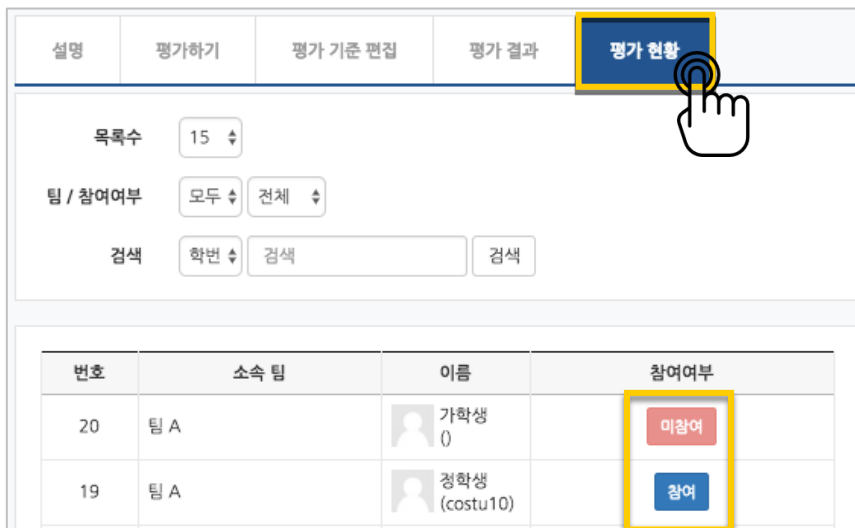 설명 평가하기 평가 기준 편집 평가 결과 평가 현황
목록수 15
팀 / 참여여부 모두 전체
검색 학번 검색 검색
번호 소속 팀 이름 참여여부
20 팀 A 가학생 미참여
()
19 팀 A 정학생 참여
(costu10)